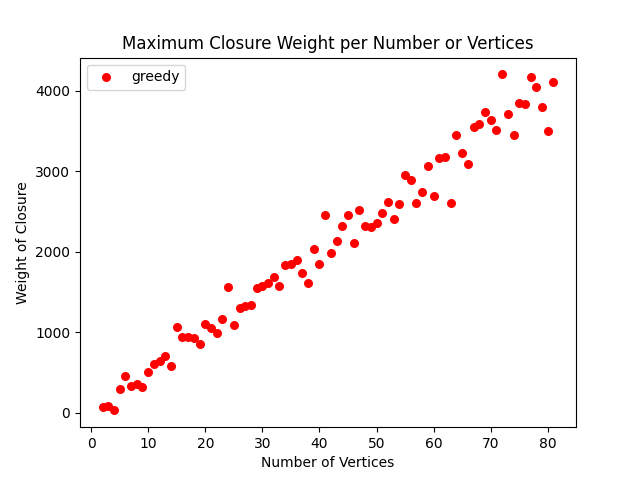 Maximum Closure Weight per Number or Vertices
greedy
Weight of Closure
4000
3000
2000
1000
0
0 10 20 30 40 50 60 70 80
Number of Vertices